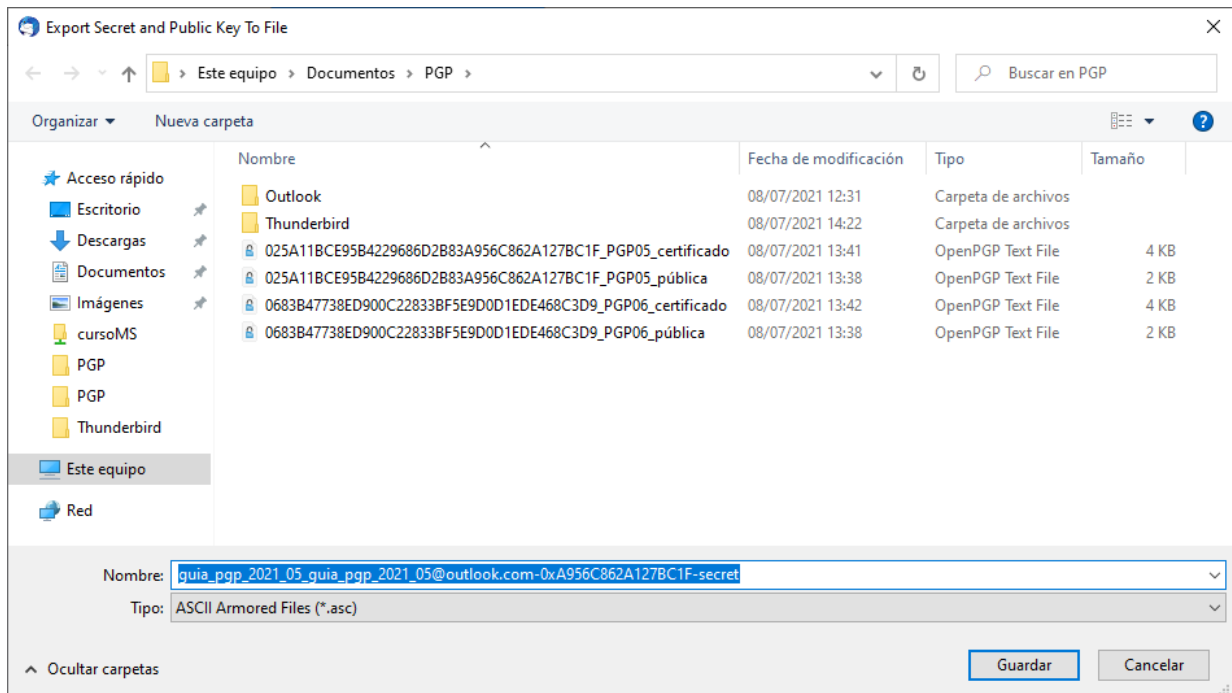 Export Secret and Public Key To File
Este equipo > Documentos > PGP >
Buscar en PGP
Organizar
Nueva carpeta
Nombre Fecha de modificación Tipo Tamaño
Acceso rápido
Escritorio
Descargas
Documentos
Imágenes
cursoMS
PGP
PGP
Thunderbird
Este equipo
Red
Outlook 08/07/2021 12:31 Carpeta de archivos
Thunderbird 08/07/2021 14:22 Carpeta de archivos
025A11BCE95B4229686D2B83A956C862A127BC1F_PGP05_certificado 08/07/2021 13:41 OpenPGP Text File 4 KB
025A11BCE95B4229686D2B83A956C862A127BC1F_PGP05_pública 08/07/2021 13:38 OpenPGP Text File 2 KB
0683B47738ED900C22833BF5E9D0D1EDE468C3D9_PGP06_certificado 08/07/2021 13:42 OpenPGP Text File 4 KB
0683B47738ED900C22833BF5E9D0D1EDE468C3D9_PGP06_pública 08/07/2021 13:38 OpenPGP Text File 2 KB
Nombre: guia_pgp_2021_05_guia_pgp_2021_05@outlook.com-0xA956C862A127BC1F-secret
Tipo: ASCII Armored Files (*.asc)
Ocultar carpetas
Guardar
Cancelar